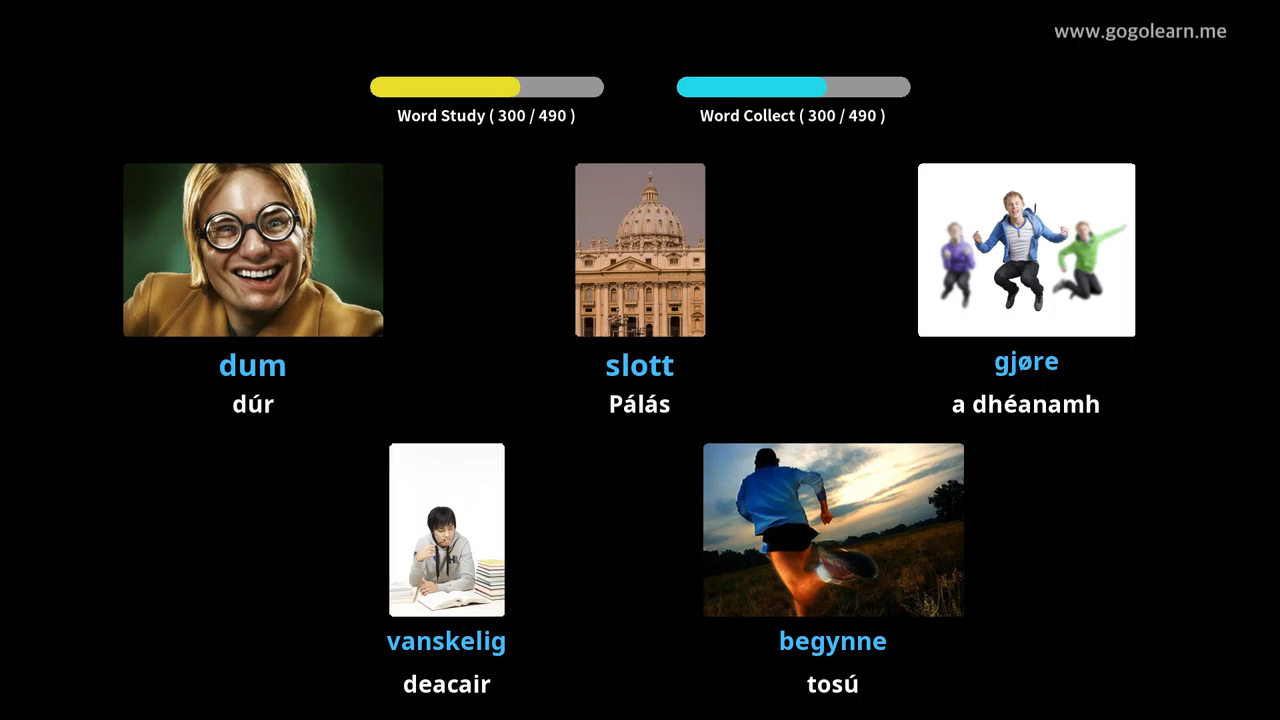 www.gogolearn.me
Word Study ( 300 / 490 )
Word Collect ( 300 / 490 )
dum
dúr
slott
Pálás
gjøre
a dhéanamh
vanskelig
deacair
begynne
tosú